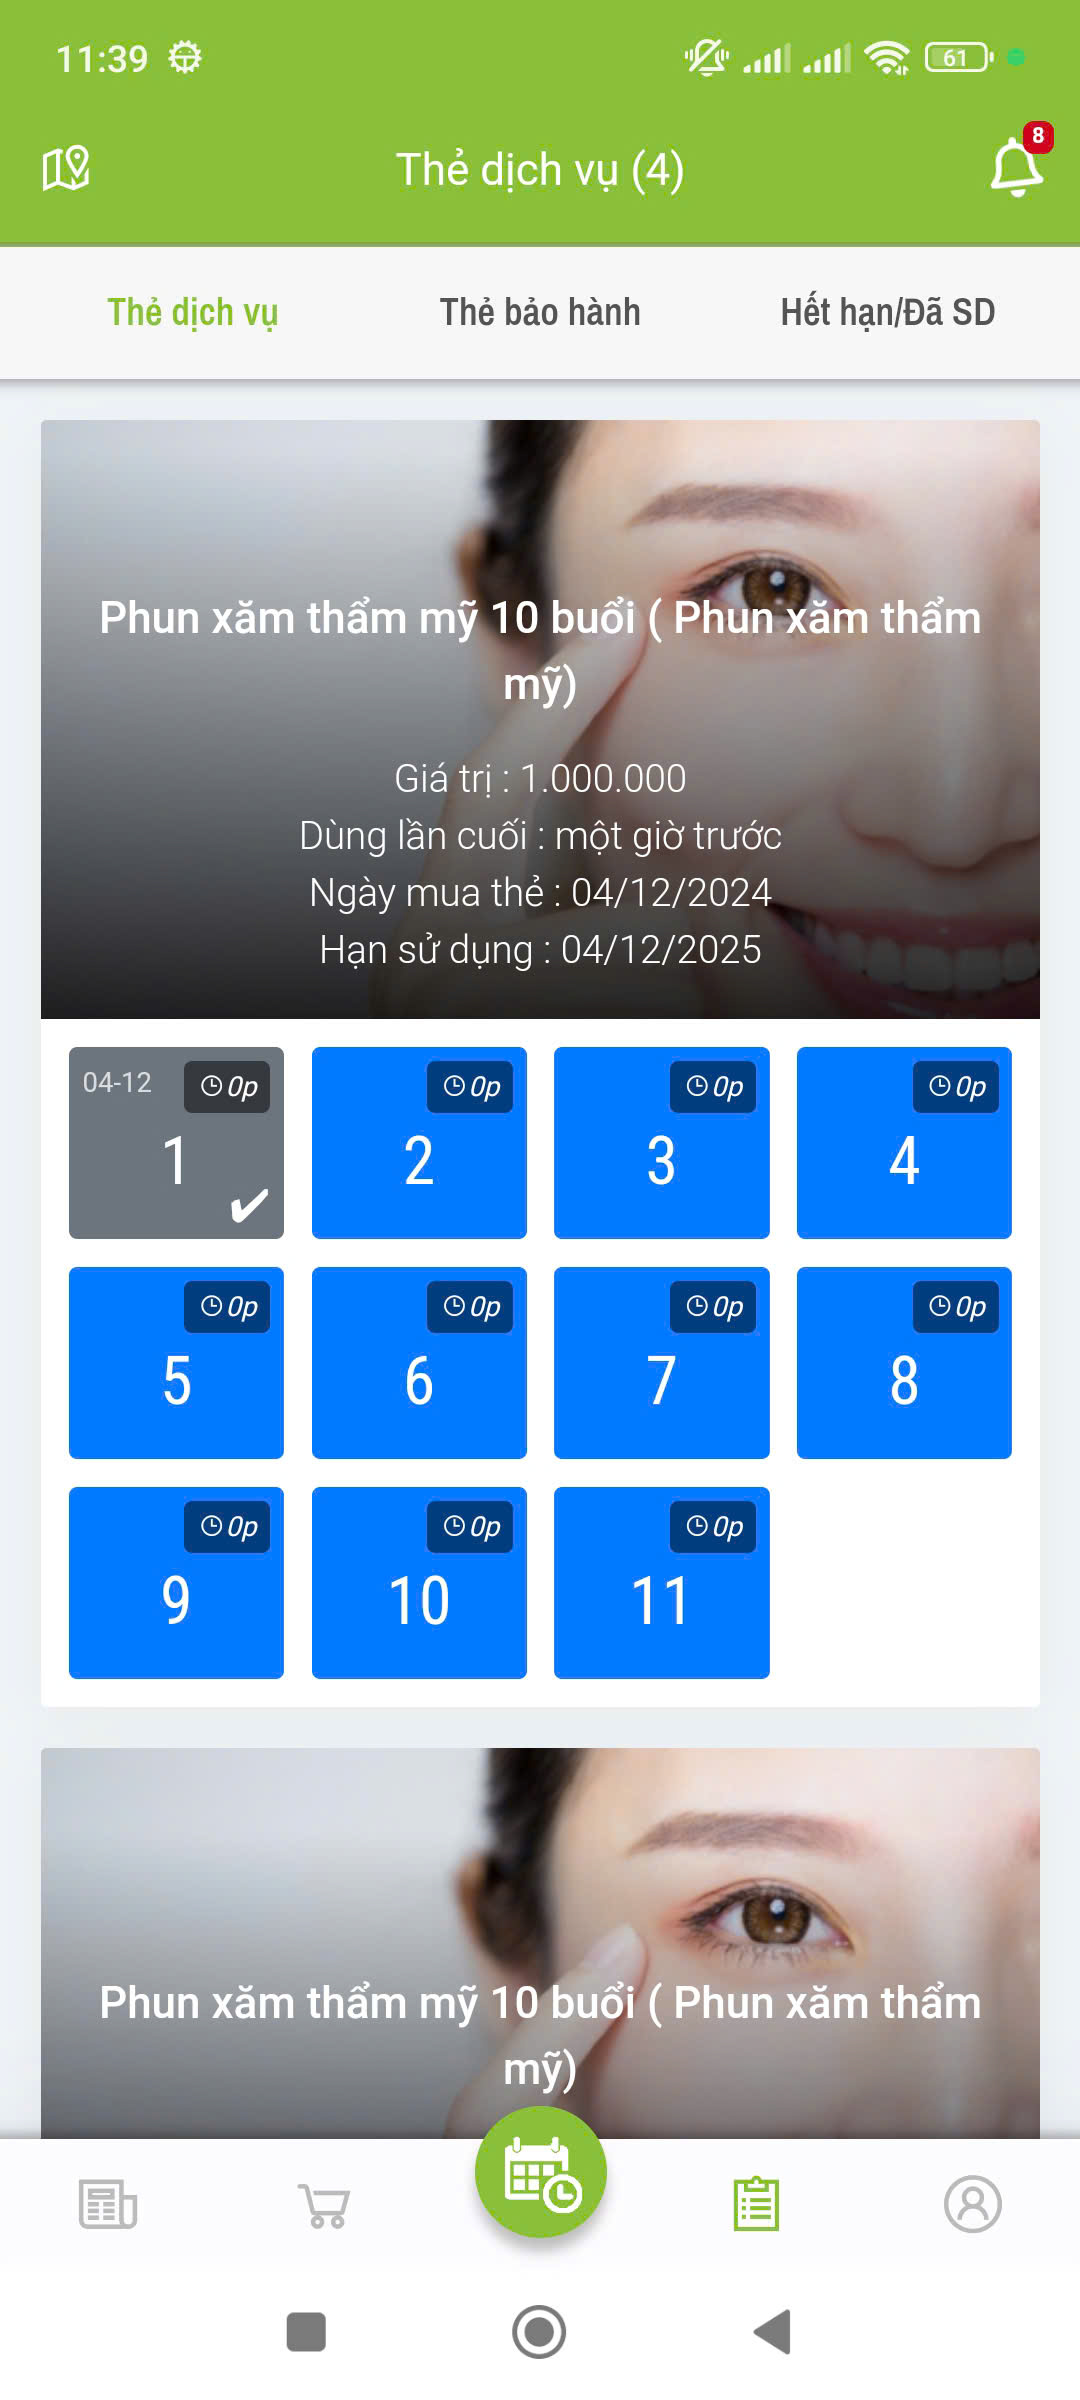 11:39
61
Thẻ dịch vụ (4)
8
Thẻ dịch vụ
Thẻ bảo hành
Hết hạn/Đã SD
Phun xăm thẩm mỹ 10 buổi ( Phun xăm thẩm
mỹ)
Giá trị : 1.000.000
Dùng lần cuối : một giờ trước
Ngày mua thẻ : 04/12/2024
Hạn sử dụng : 04/12/2025
04-12 0p
1
0p
2
0p
3
0p
4
0p
5
0p
6
0p
7
0p
8
0p
9
0p
10
0p
11
Phun xăm thẩm mỹ 10 buổi ( Phun xăm thẩm
mỹ)